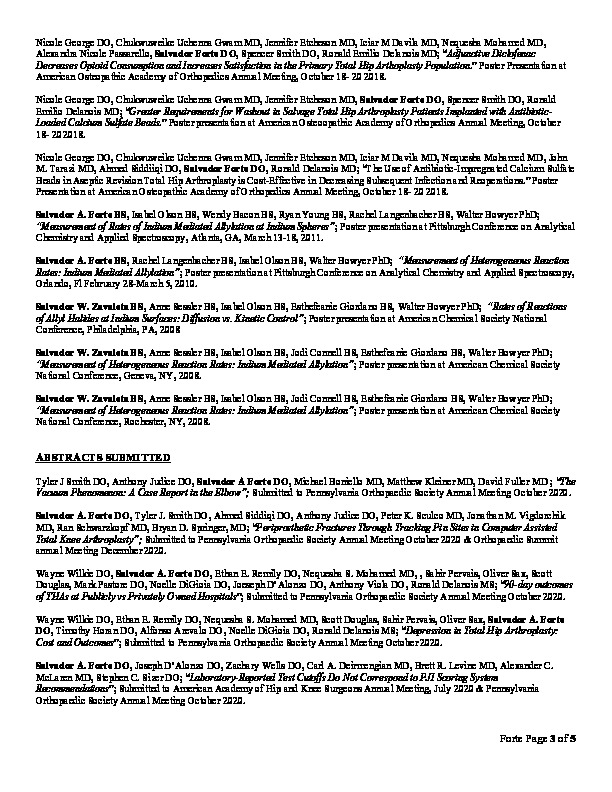 Nicole George DO, Chukwuweike Uchenna Gwam MD, Jennifer Etcheson MD, Iciar M Davila MD, Nequesha Mohamed MD,
Alexandra Nicole Passarello, Salvador Forte DO, Spencer Smith DO, Ronald Emilio Delanois MD; "Adjunctive Diclofenac
Decreases Opioid Consumption and Increases Satisfaction in the Primary Total Hip Arthoplasty Population." Poster Presentation at
American Osteopathic Academy of Orthopedics Annual Meeting, October 18- 20 2018.
Nicole George DO, Chukwuweike Uchenna Gwam MD, Jennifer Etcheson MD, Salvador Forte DO, Spencer Smith DO, Ronald
Emilio Delanois MD; "Greater Requirements for Washout in Salvage Total Hip Arthroplasty Patients Implanted with Antibiotic-
Loaded Calcium Sulfate Beads." Poster presentation at American Osteoopathic Academy of Orthopedics Annual Meeting, October
18- 202018.
Nicole George DO, Chukwuweike Uchenna Gwam MD, Jennifer Etcheson MD, Iciar M Davila MD, Nequesha Mohamed MD, John
M. Tarazi MD, Ahmed Siddiiqi DO, Salvador Forte DO, Ronald Delanois MD; "The Use of Antibiotic-Impregnated Calcium Sulfate
Beads in Aseptic Revision Total Hip Arthroplasty is Cost-Effective in Decreasing Subsequent Infection and Reoperations." Poster
Presentation at American Osteopathic Academy of Orthopedics Annual Meeting, October 18- 20 2018.
Salvador A. Forte BS, Isabel Olson BS, Wendy Bacon BS, Ryan Young BS, Rachel Langenbacher BS, Walter Bowyer PhD;
"Measurement of Rates of Indium Mediated Allylation at Indium Spheres"; Poster presentation at Pittsburgh Conference on Analytical
Chemistry and Applied Spectroscopy, Atlanta, GA, March 13-18, 2011.
Salvador A. Forte BS, Rachel Langenbacher BS, Isabel Olson BS, Walter Bowyer PhD; "Measurement of Heterogeneous Reaction
Rates: Indium Mediated Allylation"; Poster presentation at Pittsburgh Conference on Analytical Chemistry and Applied Spectroscopy,
Orlando, Fl February 28-March 5, 2010.
Salvador W. Zavaleta BS, Anne Sessler BS, Isabel Olson BS, Esthefranie Giordano BS, Walter Bowyer PhD; "Rates of Reactions
of Allyl Halides at Indium Surfaces: Diffusion vs. Kinetic Control"; Poster presentation at American Chemical Society National
Conference, Philadelphia, PA, 2008
Salvador W. Zavaleta BS, Anne Sessler BS, Isabel Olson BS, Jodi Connell BS, Esthefranie Giordano BS, Walter Bowyer PhD;
"Measurement of Heterogeneous Reaction Rates: Indium Mediated Allylation"; Poster presentation at American Chemical Society
National Conference, Geneva, NY, 2008.
Salvador W. Zavaleta BS, Anne Sessler BS, Isabel Olson BS, Jodi Connell BS, Esthefranie Giordano BS, Walter Bowyer PhD;
"Measurement of Heterogeneous Reaction Rates: Indium Mediated Allylation"; Poster presentation at American Chemical Society
National Conference, Rochester, NY, 2008.
ABSTRACTS SUBMITTED
Tyler J Smith DO, Anthony Judice DO, Salvador A Forte DO, Michael Boniello MD, Matthew Kleiner MD, David Fuller MD; "The
Vacuum Phenomenon: A Case Report in the Elbow"; Submitted to Pennsylvania Orthopaedic Society Annual Meeting October 2020.
Salvador A. Forte DO, Tyler J. Smith DO, Ahmed Siddiqi DO, Anthony Judice DO, Peter K. Sculco MD, Jonathan M. Vigdorchik
MD, Ran Schwarzkopf MD, Bryan D. Springer, MD; "Periprosthetic Fractures Through Tracking Pin Sites in Computer Assisted
Total Knee Arthroplasty"; Submitted to Pennsylvania Orthopaedic Society Annual Meeting October 2020 & Orthopaedic Summit
annual Meeting December 2020.
Wayne Wilkie DO, Salvador A. Forte DO, Ethan E. Remily DO, Nequesha S. Mohamed MD, , Sahir Pervais, Oliver Sax, Scott
Douglas, Mark Pastore DO, Noelle DiGioia DO, Joeseph D'Alonzo DO, Anthony Viola DO, Ronald Delanois MS; "90-day outcomes
of THAs at Publicly vs Privately Owned Hospitals"; Submitted to Pennsylvania Orthopaedic Society Annual Meeting October 2020.
Wayne Wilkie DO, Ethan E. Remily DO, Nequesha S. Mohamed MD, Scott Douglas, Sahir Pervais, Oliver Sax, Salvador A. Forte
DO, Timothy Horan DO, Alfonso Arevalo DO, Noelle DiGioia DO, Ronald Delanois MS; "Depression in Total Hip Arthroplasty:
Cost and Outcomes"; Submitted to Pennsylvania Orthopaedic Society Annual Meeting October 2020.
Salvador A. Forte DO, Joseph D'Alonzo DO, Zachary Wells DO, Carl A. Deirmengian MD, Brett R. Levine MD, Alexander C.
McLaren MD, Stephen C. Sizer DO; "Laboratory-Reported Test Cutoffs Do Not Correspond to PJI Scoring System
Recommendations"; Submitted to American Academy of Hip and Knee Surgeons Annual Meeting, July 2020 & Pennsylvania
Orthopaedic Society Annual Meeting October 2020.
Forte Page 3 of 5